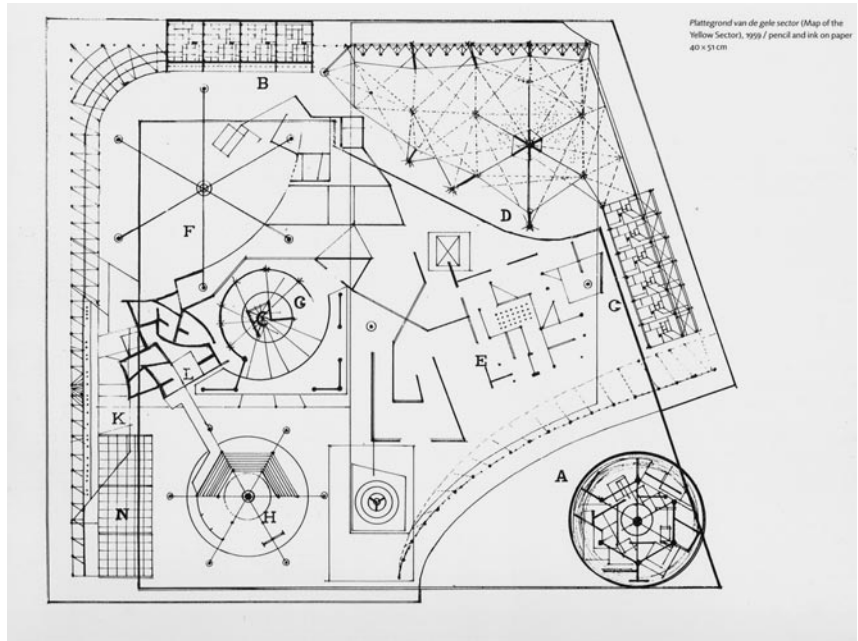 Plattegrond van de gele sector (Map of the
Yellow Sector), 1959 / pencil and ink on paper
40 × 51 cm
B
D
F
G
C
E
L
K
A
N
H